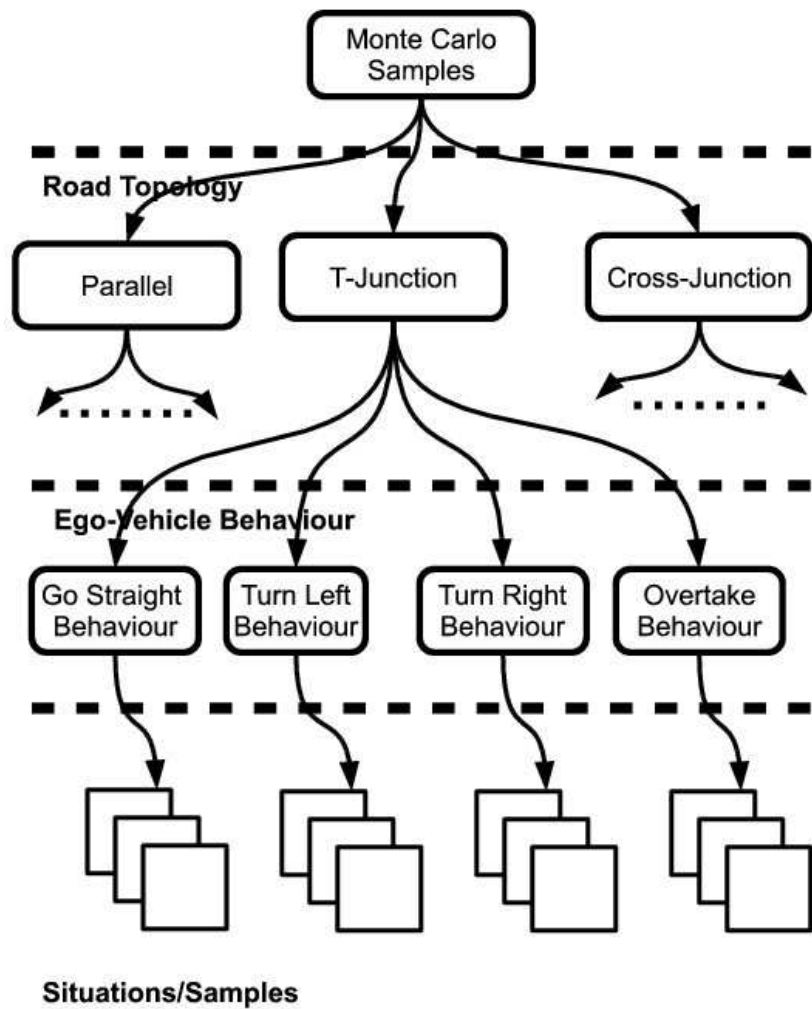 Monte Carlo
Samples
Road Topology
Parallel
T-Junction
Cross-Junction
Ego-Vehicle Behaviour
Go Straight
Behaviour
Turn Left
Behaviour
Turn Right
Behaviour
Overtake
Behaviour
Situations/Samples